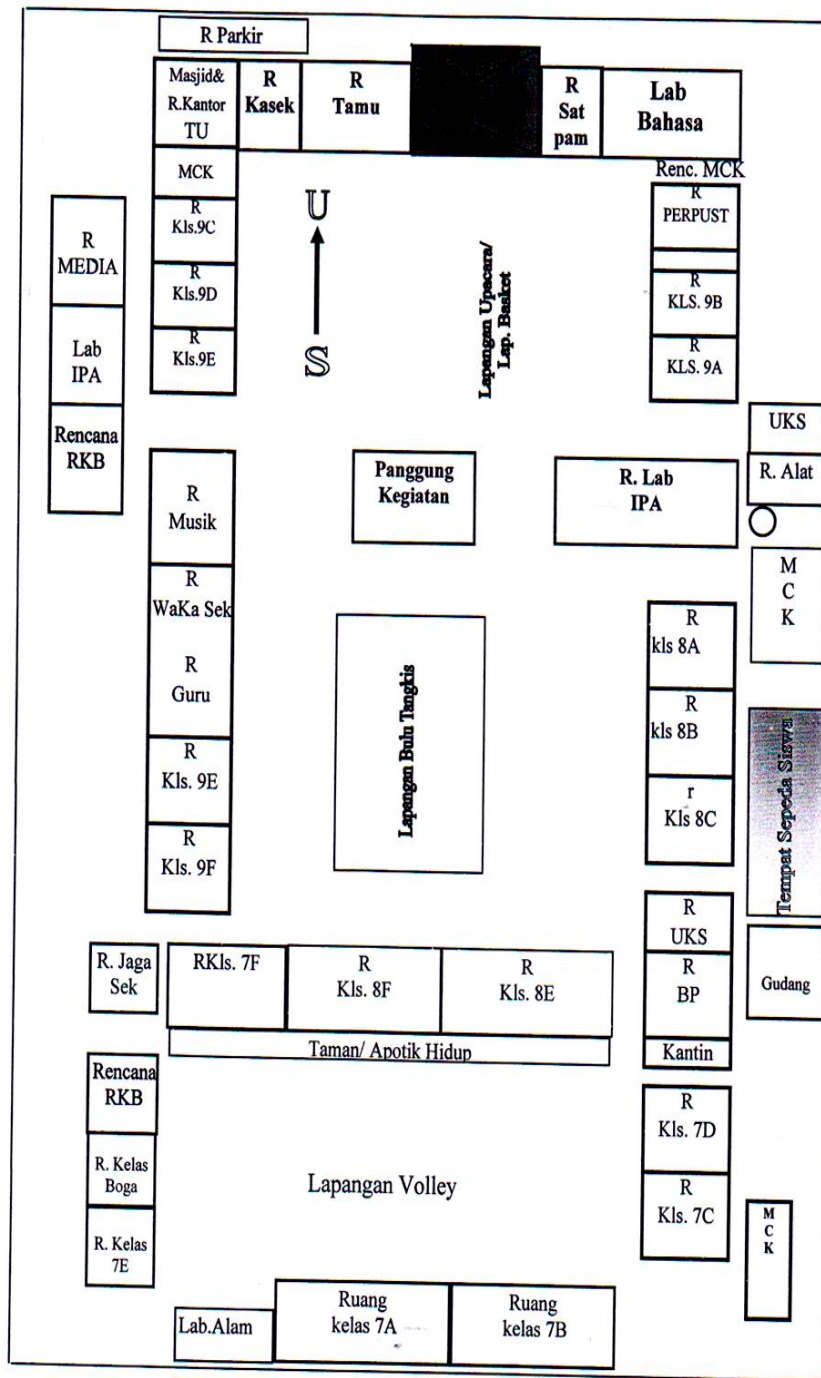 R Parkir
Masjid&
R.Kantor
TU
R
Kasek
R
Tamu
R
Sat
pam
Lab
Bahasa
MCK
Renc. MCK
R
Kls.9C
R
Kls.9D
R
Kls.9E
R
MEDIA
Lab
IPA
Rencana
RKB
U
S
Lapangan Upacara/
Lap. Basket
R
PERPUST
R
KLS. 9B
R
KLS. 9A
UKS
R. Alat
R
Musik
Panggung
Kegiatan
R. Lab
IPA
M
C
K
R
WaKa Sek
R
Guru
R
Kls. 9E
R
Kls. 9F
Lapangan Bulu Tangkis
R
kls 8A
R
kls 8B
r
Kls 8C
Tempat Sepeda Siswa
R
UKS
R
BP
Kantin
Gudang
R. Jaga
Sek
RKls. 7F
R
Kls. 8F
R
Kls. 8E
Taman/ Apotik Hidup
Rencana
RKB
R. Kelas
Boga
R. Kelas
7E
Lapangan Volley
R
Kls. 7D
R
Kls. 7C
M
C
K
Lab.Alam
Ruang
kelas 7A
Ruang
kelas 7B